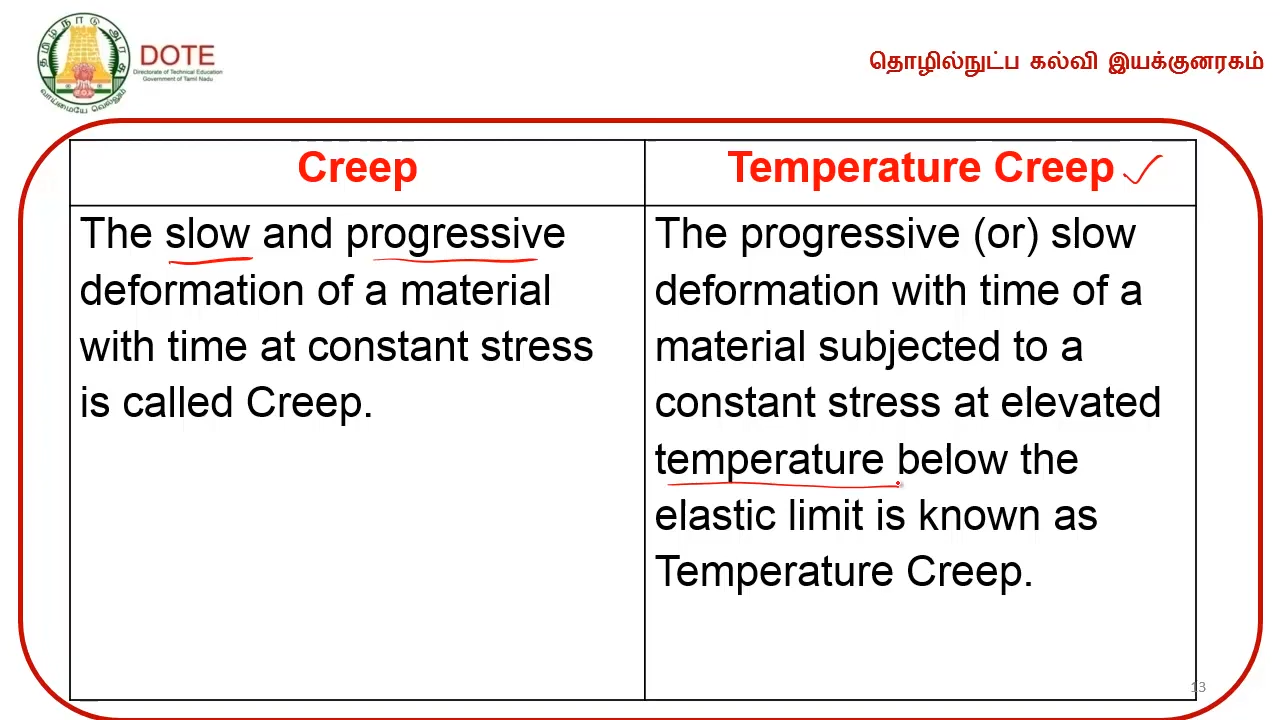 தமிழ்நாடு அரசு
வாய்மையே வெல்லும்
DOTE
Directorate of Technical Education
Government of Tamil Nadu
தொழில்நுட்ப கல்வி இயக்குனரகம்
Creep
The slow and progressive
deformation of a material
with time at constant stress
is called Creep.
Temperature Creep
The progressive (or) slow
deformation with time of a
material subjected to a
constant stress at elevated
temperature below the
elastic limit is known as
Temperature Creep.
13